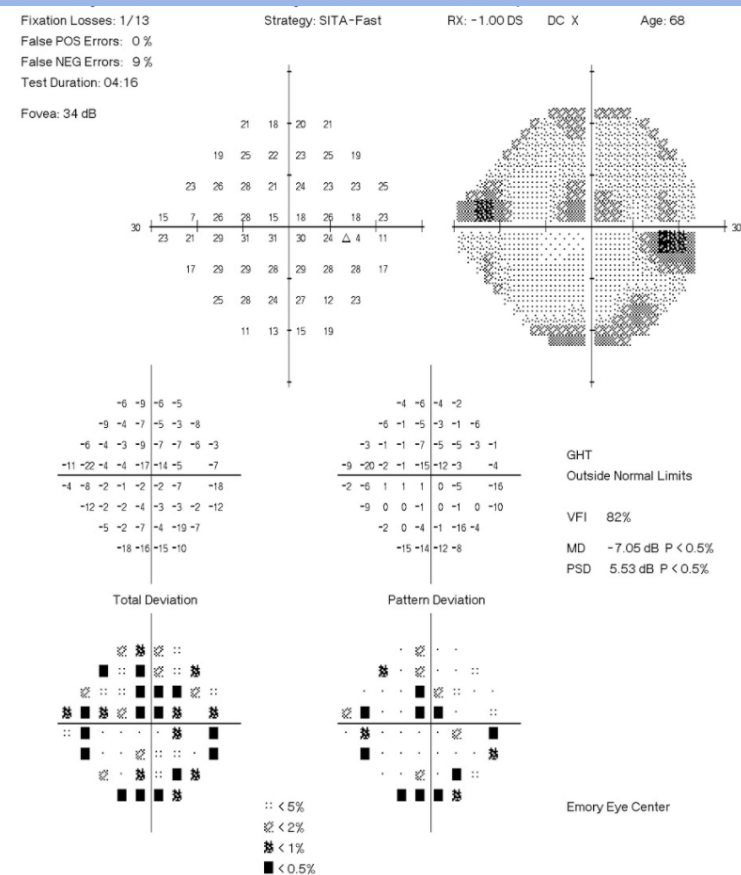 Fixation Losses: 1/13 Strategy: SITA-Fast RX: -1.00 DS DC X Age: 68
False POS Errors: 0 %
False NEG Errors: 9 %
Test Duration: 04:16
Fovea: 34 dB
21 18 20 21
19 25 22 23 25 19
23 26 28 21 24 23 23 25
15 7 26 28 15 18 26 18 23
30 30
23 21 29 31 31 30 24 4 11
17 29 29 28 29 28 28 17
25 28 24 27 12 23
11 13 15 19
-6 -9 -6 -5 -4 -6 -4 -2
-9 -4 -7 -5 -3 -8 -6 -1 -5 -3 -1 -6
-6 -4 -3 -9 -7 -7 -6 -3 -3 -1 -1 -7 -5 -5 -3 -1
-11 -22 -4 -4 -17 -14 -5 -7 -9 -20 -2 -1 -15 -12 -3 -4
-4 -8 -2 -1 -2 -2 -7 -18 -2 -6 1 1 1 0 -5 -16
-12 -2 -2 -4 -3 -3 -2 -12 -9 0 0 -1 0 -1 0 -10
-5 -2 -7 -4 -19 -7 -2 0 -4 -1 -16 -4
-18 -16 -15 -10 -15 -14 -12 -8
GHT
Outside Normal Limits
VFI 82%
MD -7.05 dB P < 0.5%
PSD 5.53 dB P < 0.5%
Total Deviation Pattern Deviation
< 5%
< 2%
< 1%
< 0.5%
Emory Eye Center